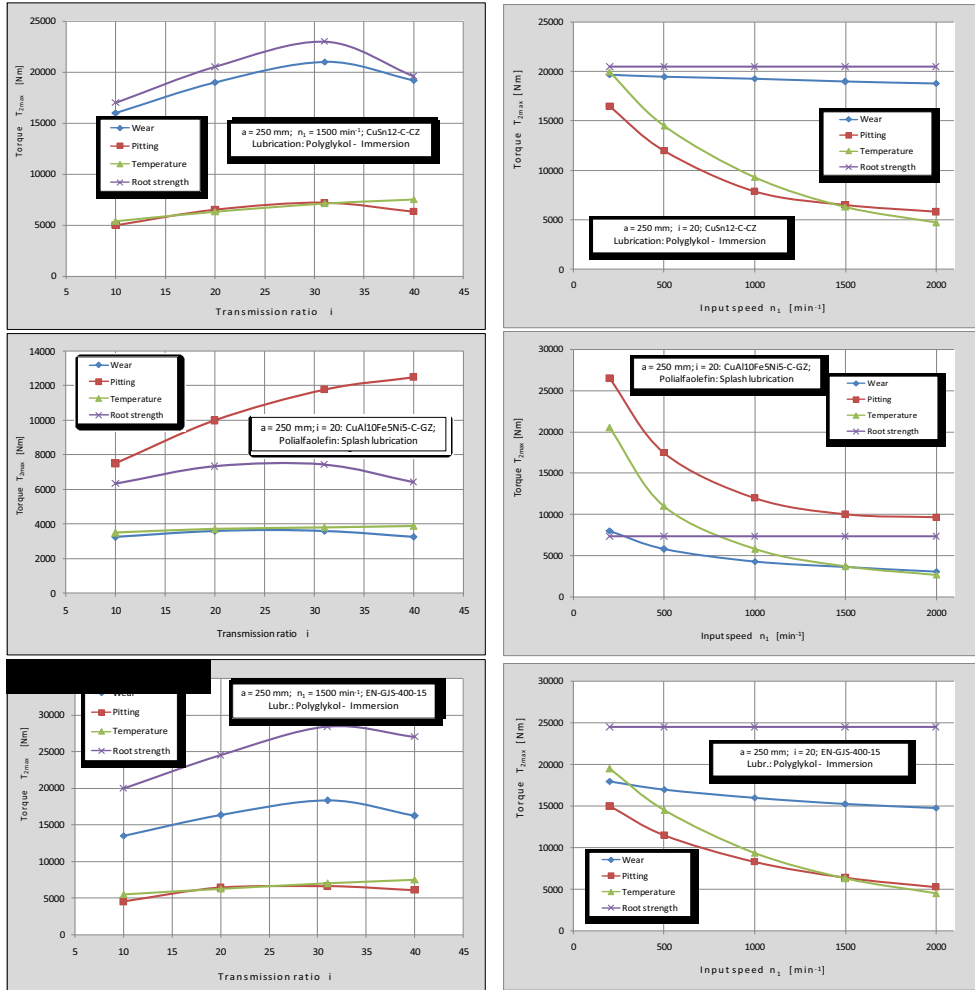 25000
20000
15000
10000
5000
0
5 10 15 20 25 30 35 40 45
Torque T2max [Nm]
Transmission ratio i
Wear
Pitting
Temperature
Root strength
a = 250 mm; n₁ = 1500 min⁻¹; CuSn12-C-CZ
Lubrication: Polyglykol - Immersion
25000
20000
15000
10000
5000
0
0 500 1000 1500 2000
Torque T2max [Nm]
Input speed n₁ [min⁻¹]
Wear
Pitting
Temperature
Root strength
a = 250 mm; i = 20; CuSn12-C-CZ
Lubrication: Polyglykol - Immersion
14000
12000
10000
8000
6000
4000
2000
0
5 10 15 20 25 30 35 40 45
Torque T2max [Nm]
Transmission ratio i
Wear
Pitting
Temperature
Root strength
a = 250 mm; i = 20: CuAl10Fe5Ni5-C-GZ;
Polialfaolefin: Splash lubrication
30000
25000
20000
15000
10000
5000
0
0 500 1000 1500 2000
Torque T2max [Nm]
Input speed n₁ [min⁻¹]
a = 250 mm; i = 20: CuAl10Fe5Ni5-C-GZ;
Polialfaolefin: Splash lubrication
Wear
Pitting
Temperature
Root strength
30000
25000
20000
15000
10000
5000
0
5 10 15 20 25 30 35 40 45
Torque T2max [Nm]
Transmission ratio i
Wear
Pitting
Temperature
Root strength
a = 250 mm; n₁ = 1500 min⁻¹; EN-GJS-400-15
Lubr.: Polyglykol - Immersion
30000
25000
20000
15000
10000
5000
0
0 500 1000 1500 2000
Torque T2max [Nm]
Input speed n₁ [min⁻¹]
a = 250 mm; i = 20; EN-GJS-400-15
Lubr.: Polyglykol - Immersion
Wear
Pitting
Temperature
Root strength